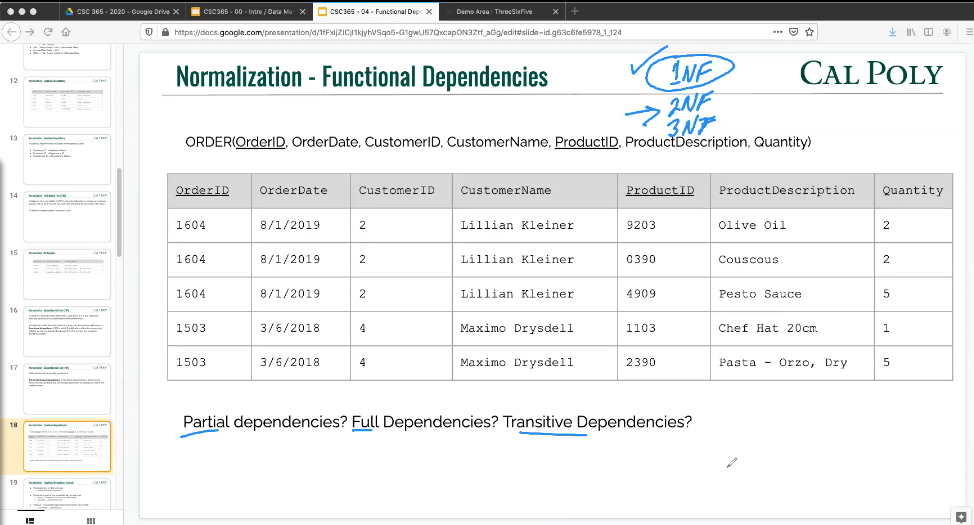 CSC 365 - 2020 - Google Drive
CSC365 - 00 - Intro / Data Ma
CSC365 - 04 - Functional Dep
Demo Area | ThreeSixFive
https://docs.google.com/presentation/d/1tFxijZICjI1kjyhVSqo5-G1gwU57QxcapON3Ztf_aGg/edit#slide=id.g63c6fe5978_1_124
12
13
14
15
16
17
18
19
Normalization - Functional Dependencies
CAL POLY
1NF
2NF
3NF
ORDER(OrderID, OrderDate, CustomerID, CustomerName, ProductID, ProductDescription, Quantity)
OrderID OrderDate CustomerID CustomerName ProductID ProductDescription Quantity
1604 8/1/2019 2 Lillian Kleiner 9203 Olive Oil 2
1604 8/1/2019 2 Lillian Kleiner 0390 Couscous 2
1604 8/1/2019 2 Lillian Kleiner 4909 Pesto Sauce 5
1503 3/6/2018 4 Maximo Drysdell 1103 Chef Hat 20cm 1
1503 3/6/2018 4 Maximo Drysdell 2390 Pasta - Orzo, Dry 5
Partial dependencies? Full Dependencies? Transitive Dependencies?